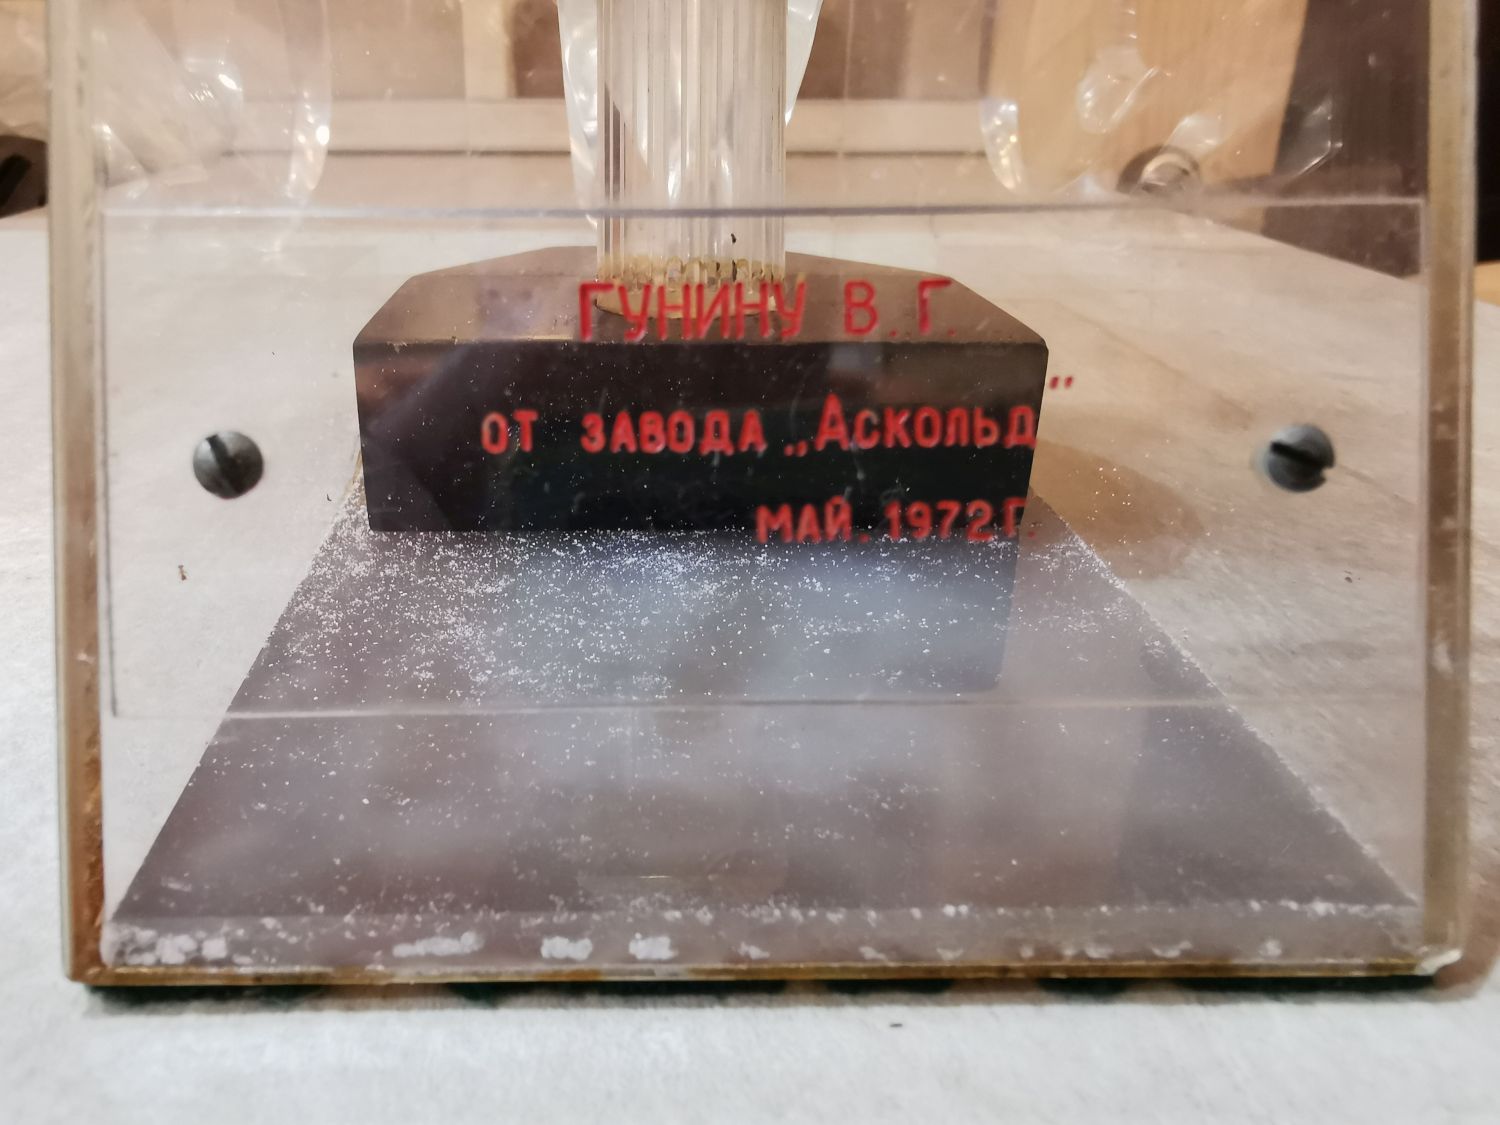 ГУНИНУ В.Г.
ОТ ЗАВОДА „АСКОЛЬД"
МАЙ. 1972 Г.